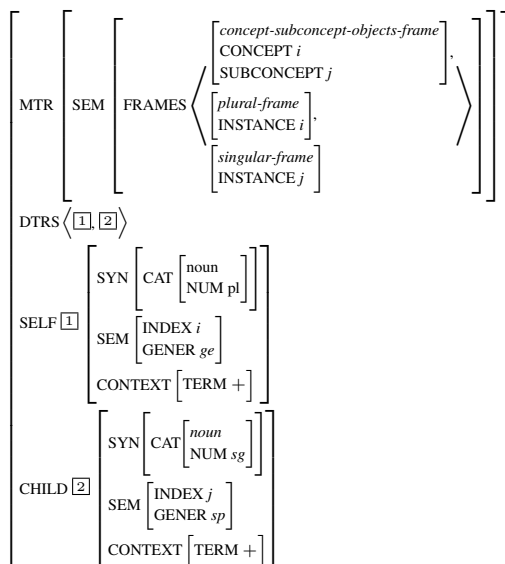 concept-subconcept-objects-frame
CONCEPT i
SUBCONCEPT j ,
MTR SEM FRAMES
plural-frame
INSTANCE i ,
singular-frame
INSTANCE j
DTRS ⟨ 1 , 2 ⟩
SYN CAT noun
NUM pl
SELF 1
SEM INDEX i
GENER ge
CONTEXT [TERM +]
SYN CAT noun
NUM sg
CHILD 2
SEM INDEX j
GENER sp
CONTEXT [TERM +]